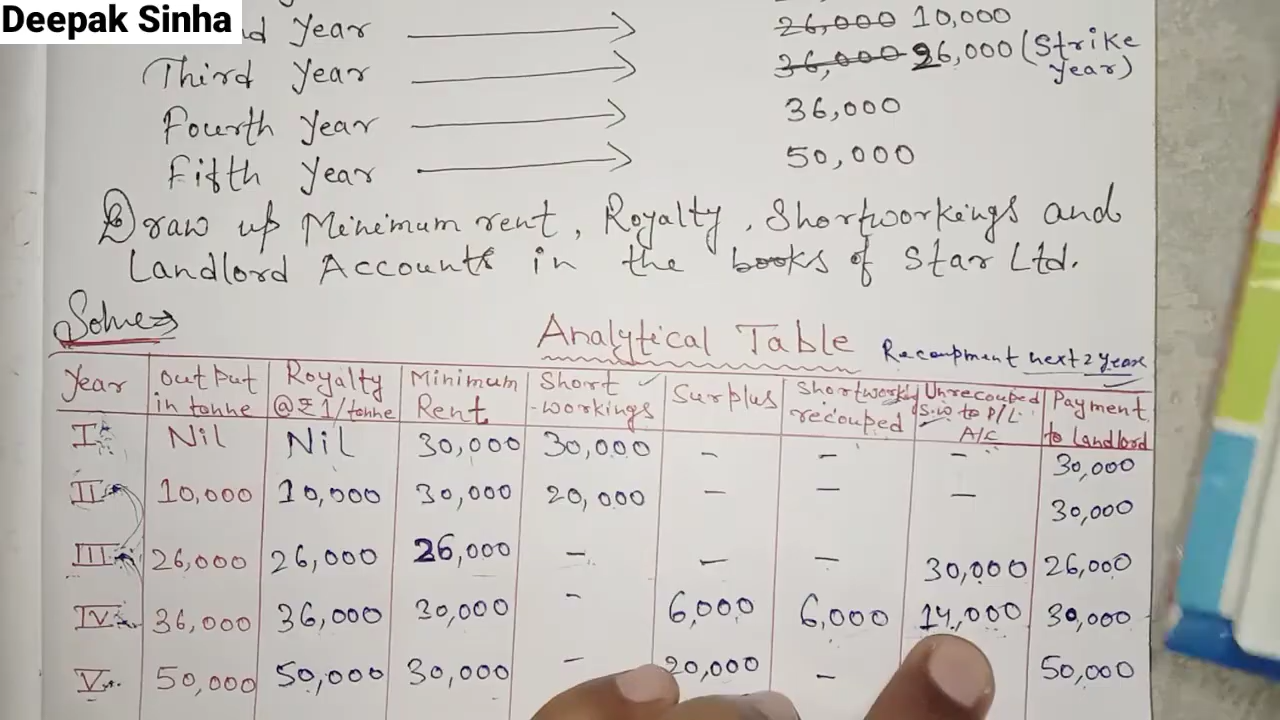 Deepak Sinha
nd Year 26,000 10,000
Third Year 36,000 26,000 (Strike Year)
Fourth Year 36,000
Fifth Year 50,000
Draw up Minimum rent, Royalty, Shortworkings and
Landlord Accounts in the books of Star Ltd.
Solve
Analytical Table Recoupment next 2 years
Year Output in tonne Royalty @₹1/tonne Minimum Rent Short-workings Surplus Shortworking recouped Unrecouped S.W to P/L A/C Payment to Landlord
I Nil Nil 30,000 30,000 - - - 30,000
II 10,000 10,000 30,000 20,000 - - - 30,000
III 26,000 26,000 26,000 - - - 30,000 26,000
IV 36,000 36,000 30,000 - 6,000 6,000 14,000 30,000
V 50,000 50,000 30,000 - 20,000 - 50,000